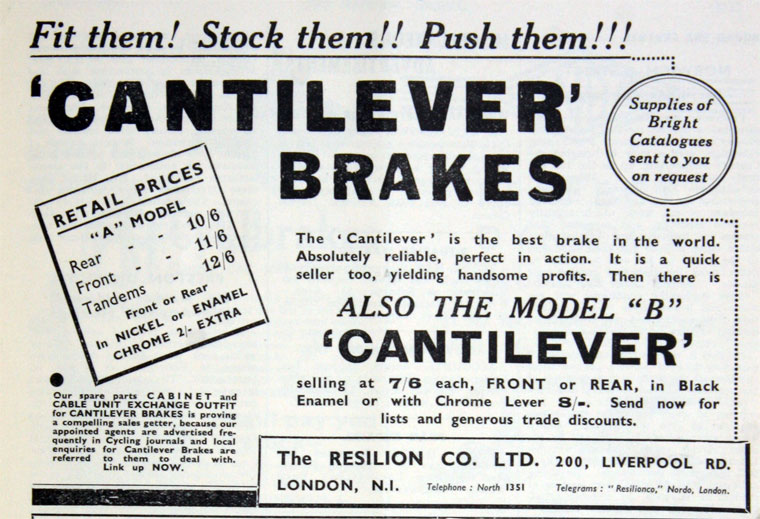 Fit them! Stock them!! Push them!!!
'CANTILEVER'
BRAKES
Supplies of
Bright
Catalogues
sent to you
on request
RETAIL PRICES
"A" MODEL
Rear - - 10/6
Front - - 11/6
Tandems - 12/6
Front or Rear
In NICKEL or ENAMEL
CHROME 2/- EXTRA
The 'Cantilever' is the best brake in the world.
Absolutely reliable, perfect in action. It is a quick
seller too, yielding handsome profits. Then there is
ALSO THE MODEL "B"
'CANTILEVER'
selling at 7/6 each, FRONT or REAR, in Black
Enamel or with Chrome Lever 8/-. Send now for
lists and generous trade discounts.
Our spare parts CABINET and
CABLE UNIT EXCHANGE OUTFIT
for CANTILEVER BRAKES is proving
a compelling sales getter, because our
appointed agents are advertised fre-
quently in Cycling journals and local
enquiries for Cantilever Brakes are
referred to them to deal with.
Link up NOW.
The RESILION CO. LTD. 200, LIVERPOOL RD.
LONDON, N.I. Telephone : North 1351 Telegrams : "Resilionco," Nordo, London.